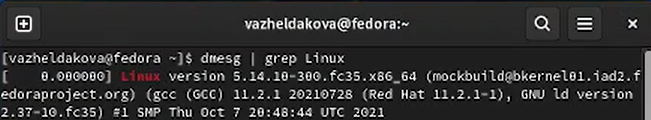 vazheldakova@fedora:~
[vazheldakova@fedora ~]$ dmesg | grep Linux
[    0.000000] Linux version 5.14.10-300.fc35.x86_64 (mockbuild@bkernel01.iad2.f
edoraproject.org) (gcc (GCC) 11.2.1 20210728 (Red Hat 11.2.1-1), GNU ld version
2.37-10.fc35) #1 SMP Thu Oct 7 20:48:44 UTC 2021